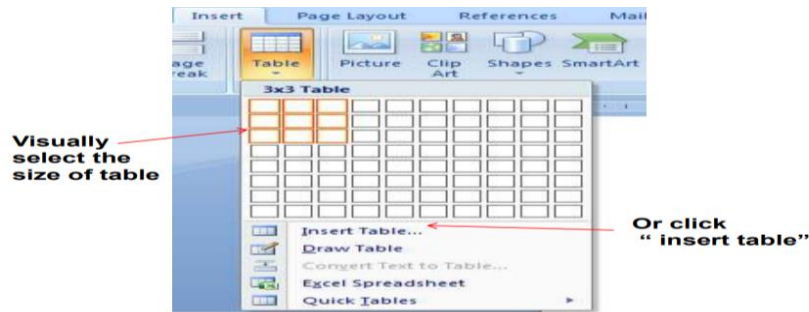 Insert Page Layout References Mail
age Table Picture Clip Shapes SmartArt
reak Art
3x3 Table
Visually
select the
size of table
Insert Table...
Or click
“ insert table”
Draw Table
Convert Text to Table...
Excel Spreadsheet
Quick Tables